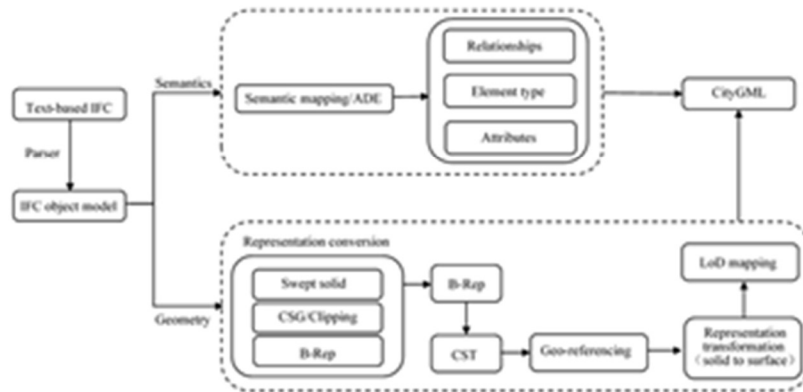 Relationships
Semantics
Semantic mapping/ADE
Element type
CityGML
Text-based IFC
Attributes
Parser
IFC object model
Representation conversion
Swept solid
B-Rep
LoD mapping
CSG/Clipping
Geometry
B-Rep
CST
Geo-referencing
Representation
transformation
（solid to surface）